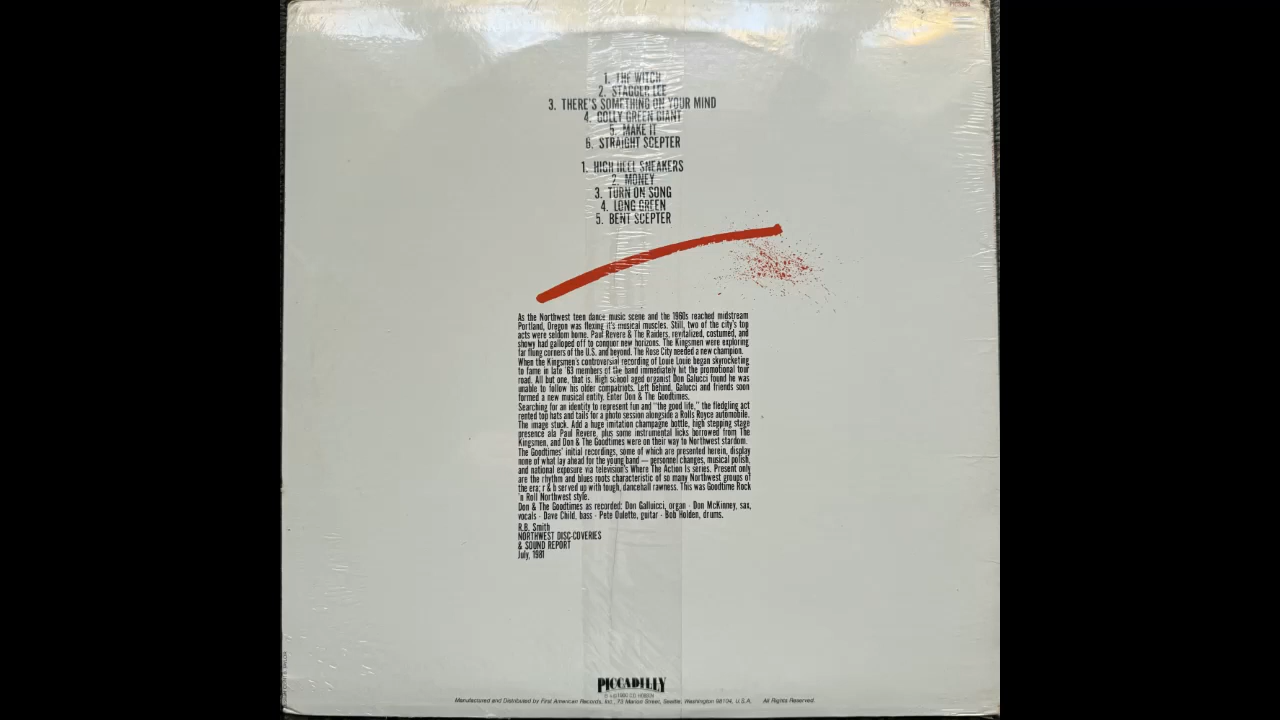 1. THE WITCH
2. STAGGER LEE
3. THERE'S SOMETHING ON YOUR MIND
4. GOLLY GREEN GIANT
5. MAKE IT
6. STRAIGHT SCEPTER
1. HIGH HEEL SNEAKERS
2. MONEY
3. TURN ON SONG
4. LONG GREEN
5. BENT SCEPTER
As the Northwest teen dance music scene and the 1960s reached midstream
Portland, Oregon was flexing it's musical muscles. Still, two of the city's top
acts were seldom home. Paul Revere & The Raiders, revitalized, costumed, and
showy had galloped off to conquor new horizons. The Kingsmen were exploring
far flung corners of the U.S. and beyond. The Rose City needed a new champion.
When the Kingsmen's controversial recording of Louie Louie began skyrocketing
to fame in late '63 members of the band immediately hit the promotional tour
road. All but one, that is. High school aged organist Don Galucci found he was
unable to follow his older compatriots. Left behind, Galucci and friends soon
formed a new musical entity. Enter Don & The Goodtimes.
Searching for an identity to represent fun and "the good life," the fledgling act
rented top hats and tails for a photo session alongside a Rolls Royce automobile.
The image stuck. Add a huge imitation champagne bottle, high stepping stage
presence ala Paul Revere, plus some instrumental licks borrowed from The
Kingsmen, and Don & The Goodtimes were on their way to Northwest stardom.
The Goodtimes' initial recordings, some of which are presented herein, display
none of what lay ahead for the young band — personnel changes, musical polish,
and national exposure via television's Where The Action Is series. Present only
are the rhythm and blues roots characteristic of so many Northwest groups of
the era; r & b served up with tough, dancehall rawness. This was Goodtime Rock
'n Roll Northwest style.
Don & The Goodtimes as recorded: Don Galluicci, organ - Don McKinney, sax,
vocals - Dave Child, bass - Pete Oulette, guitar - Bob Holden, drums.
R.B. Smith
NORTHWEST DISC-COVERIES
& SOUND REPORT
July, 1981
PICCADILLY
Manufactured and Distributed by First American Records, Inc., 73 Marion Street, Seattle, Washington 98104, U.S.A. All Rights Reserved.